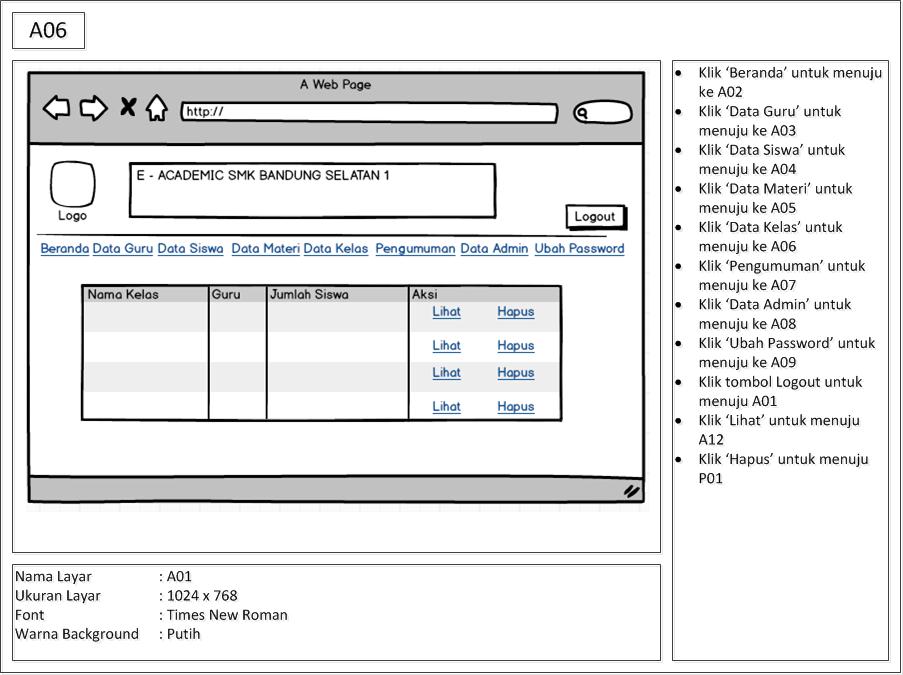 A06
A Web Page
http://
E - ACADEMIC SMK BANDUNG SELATAN 1
Logo
Logout
Beranda Data Guru Data Siswa Data Materi Data Kelas Pengumuman Data Admin Ubah Password
Nama Kelas Guru Jumlah Siswa Aksi
Lihat Hapus
Lihat Hapus
Lihat Hapus
Lihat Hapus
• Klik ‘Beranda’ untuk menuju
ke A02
• Klik ‘Data Guru’ untuk
menuju ke A03
• Klik ‘Data Siswa’ untuk
menuju ke A04
• Klik ‘Data Materi’ untuk
menuju ke A05
• Klik ‘Data Kelas’ untuk
menuju ke A06
• Klik ‘Pengumuman’ untuk
menuju ke A07
• Klik ‘Data Admin’ untuk
menuju ke A08
• Klik ‘Ubah Password’ untuk
menuju ke A09
• Klik tombol Logout untuk
menuju A01
• Klik ‘Lihat’ untuk menuju
A12
• Klik ‘Hapus’ untuk menuju
P01
Nama Layar : A01
Ukuran Layar : 1024 x 768
Font : Times New Roman
Warna Background : Putih